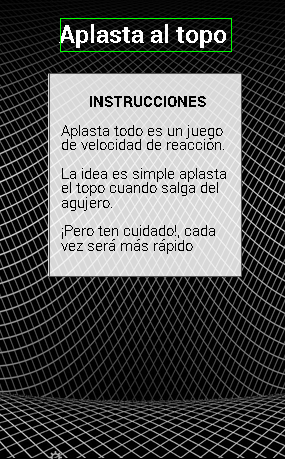 Aplasta al topo
INSTRUCCIONES
Aplasta todo es un juego
de velocidad de reacción.
La idea es simple aplasta
el topo cuando salga del
agujero.
¡Pero ten cuidado!, cada
vez será más rápido